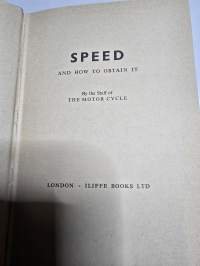 SPEED
AND HOW TO OBTAIN IT
By the Staff of
THE MOTOR CYCLE
LONDON · ILIFFE BOOKS LTD